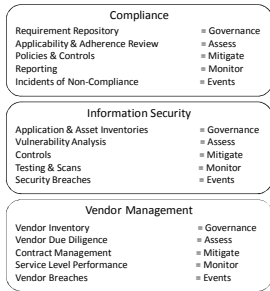 Compliance
Requirement Repository = Governance
Applicability & Adherence Review = Assess
Policies & Controls = Mitigate
Reporting = Monitor
Incidents of Non-Compliance = Events
Information Security
Application & Asset Inventories = Governance
Vulnerability Analysis = Assess
Controls = Mitigate
Testing & Scans = Monitor
Security Breaches = Events
Vendor Management
Vendor Inventory = Governance
Vendor Due Diligence = Assess
Contract Management = Mitigate
Service Level Performance = Monitor
Vendor Breaches = Events